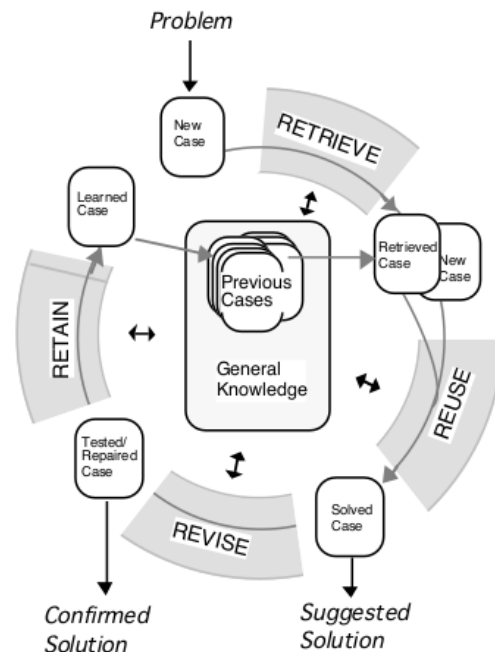 Problem
New
Case
RETRIEVE
Learned
Case
Retrieved
Case
New
Case
Previous
Cases
General
Knowledge
RETAIN
REUSE
Tested/
Repaired
Case
REVISE
Solved
Case
Confirmed
Solution
Suggested
Solution